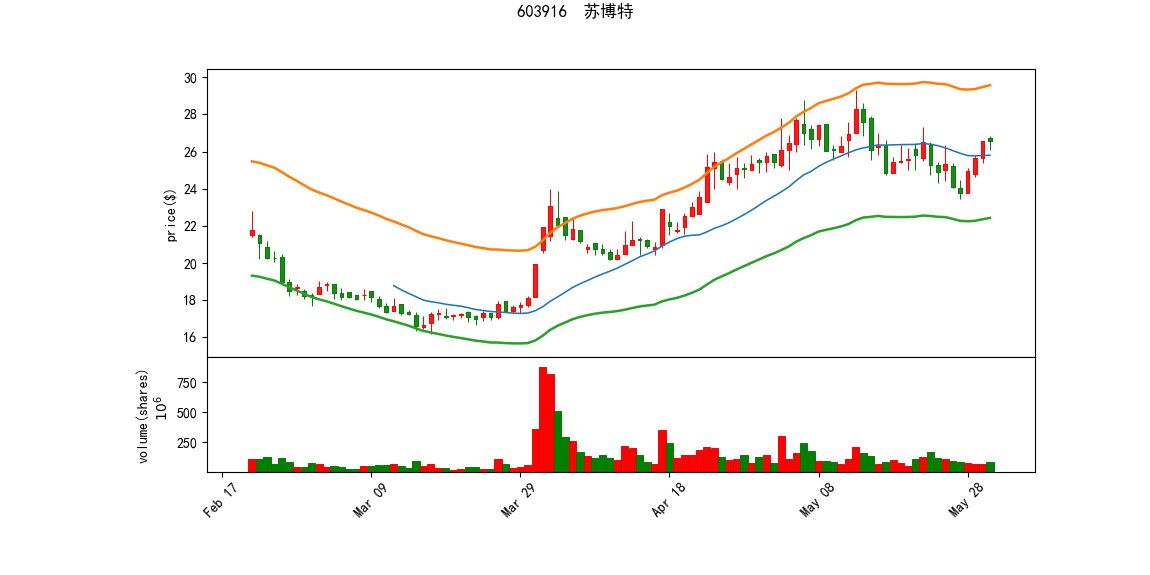 603916 苏博特
30
28
26
24
22
20
18
16
price($)
750
500
250
volume(shares)
10^6
Feb 17
Mar 09
Mar 29
Apr 18
May 08
May 28